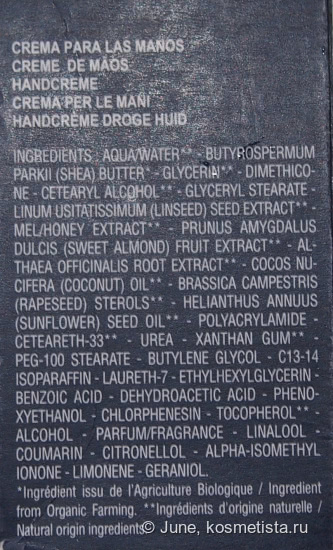 CREMA PARA LAS MANOS
CREME DE MÃOS
HANDCREME
CREMA PER LE MANI
HANDCRÈME DROGE HUID
INGREDIENTS : AQUA/WATER** - BUTYROSPERMUM
PARKII (SHEA) BUTTER* - GLYCERIN** - DIMETHICO-
NE - CETEARYL ALCOHOL** - GLYCERYL STEARATE -
LINUM USITATISSIMUM (LINSEED) SEED EXTRACT** -
MEL/HONEY EXTRACT** - PRUNUS AMYGDALUS
DULCIS (SWEET ALMOND) FRUIT EXTRACT** - AL-
THAEA OFFICINALIS ROOT EXTRACT** - COCOS NU-
CIFERA (COCONUT) OIL** - BRASSICA CAMPESTRIS
(RAPESEED) STEROLS** - HELIANTHUS ANNUUS
(SUNFLOWER) SEED OIL** - POLYACRYLAMIDE -
CETEARETH-33** - UREA - XANTHAN GUM** -
PEG-100 STEARATE - BUTYLENE GLYCOL - C13-14
ISOPARAFFIN - LAURETH-7 - ETHYLHEXYLGLYCERIN -
BENZOIC ACID - DEHYDROACETIC ACID - PHENO-
XYETHANOL - CHLORPHENESIN - TOCOPHEROL** -
ALCOHOL - PARFUM/FRAGRANCE - LINALOOL -
COUMARIN - CITRONELLOL - ALPHA-ISOMETHYL
IONONE - LIMONENE - GERANIOL.
*Ingrédient issu de l'Agriculture Biologique / Ingredient
from Organic Farming. **Ingrédients d'origine naturelle /
Natural origin ingredients
© June, kosmetista.ru